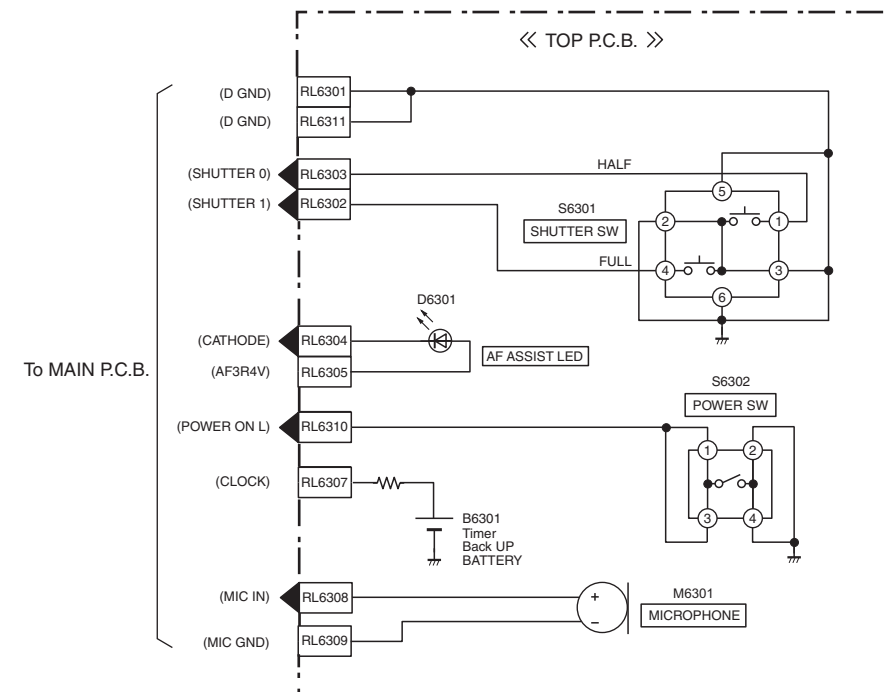 ≪ TOP P.C.B. ≫
To MAIN P.C.B.
(D GND) RL6301
(D GND) RL6311
(SHUTTER 0) RL6303 HALF
(SHUTTER 1) RL6302
S6301
SHUTTER SW
FULL
5
2 1
4 3
6
D6301
(CATHODE) RL6304
(AF3R4V) RL6305
AF ASSIST LED
S6302
POWER SW
(POWER ON L) RL6310
1 2
3 4
(CLOCK) RL6307
B6301
Timer
Back UP
BATTERY
(MIC IN) RL6308
(MIC GND) RL6309
+
−
M6301
MICROPHONE